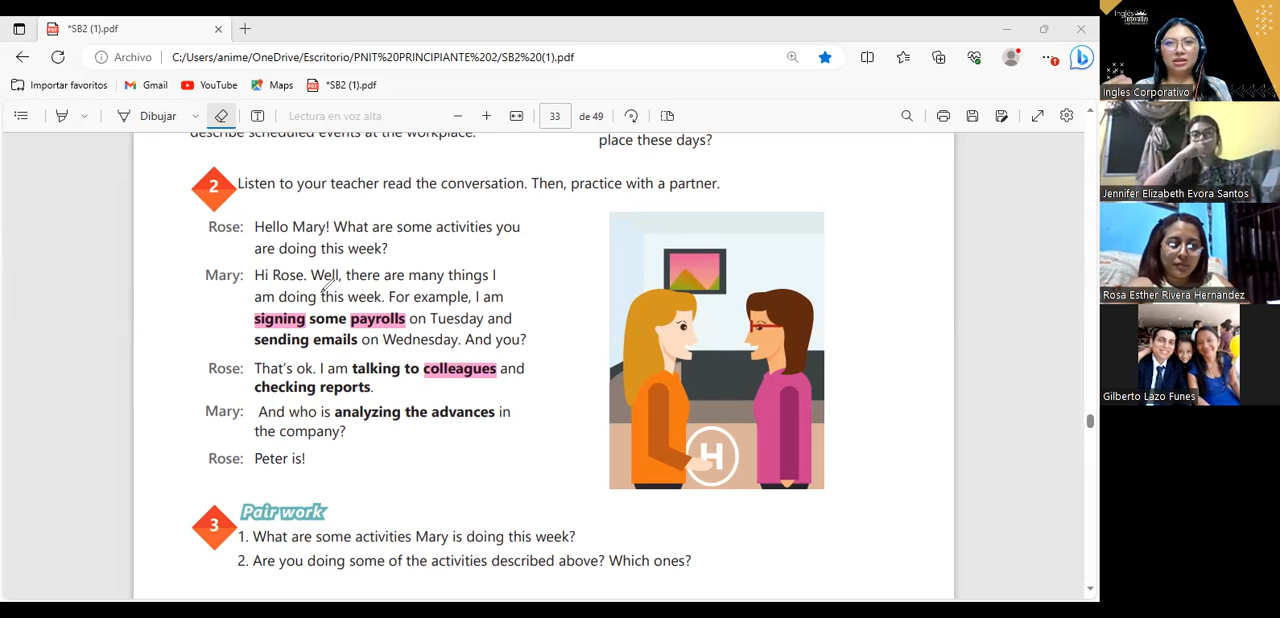 *SB2 (1).pdf
Archivo C:/Users/anime/OneDrive/Escritorio/PNIT%20PRINCIPIANTE%202/SB2%20(1).pdf
Importar favoritos Gmail YouTube Maps *SB2 (1).pdf
Dibujar Lectura en voz alta 33 de 49
describe scheduled events at the workplace.
place these days?
2 Listen to your teacher read the conversation. Then, practice with a partner.
Rose: Hello Mary! What are some activities you
are doing this week?
Mary: Hi Rose. Well, there are many things I
am doing this week. For example, I am
signing some payrolls on Tuesday and
sending emails on Wednesday. And you?
Rose: That's ok. I am talking to colleagues and
checking reports.
Mary: And who is analyzing the advances in
the company?
Rose: Peter is!
H
3 Pair work
1. What are some activities Mary is doing this week?
2. Are you doing some of the activities described above? Which ones?
Inglés
Corporativo
Ingles Corporativo
Jennifer Elizabeth Evora Santos
Rosa Esther Rivera Hernandez
Gilberto Lazo Funes